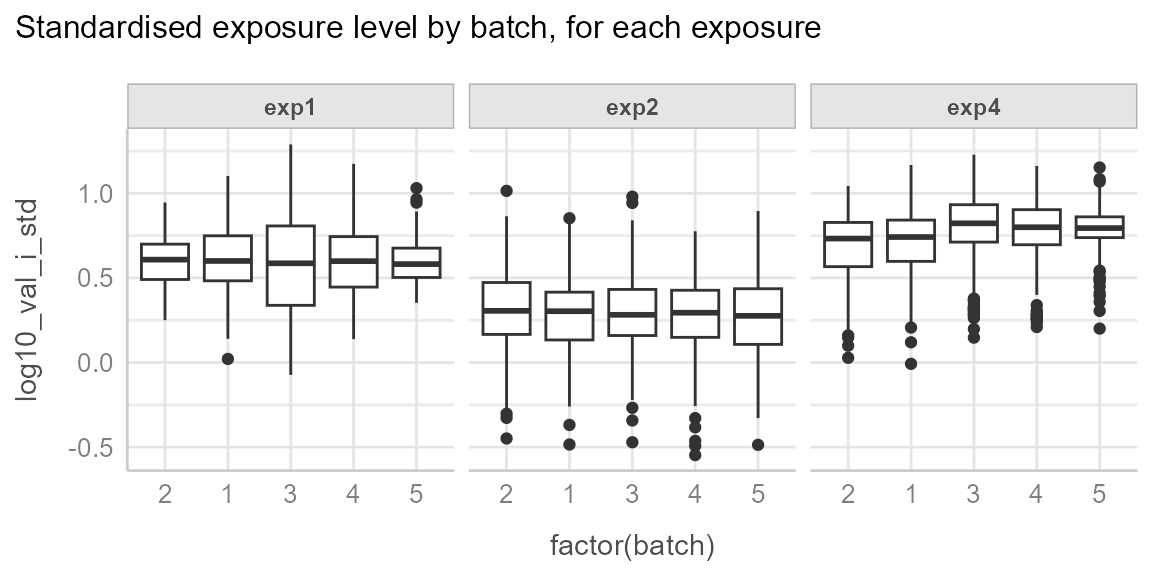 Standardised exposure level by batch, for each exposure
exp1 exp2 exp4
log10_val_i_std
1.0
0.5
0.0
-0.5
2 1 3 4 5 2 1 3 4 5 2 1 3 4 5
factor(batch)